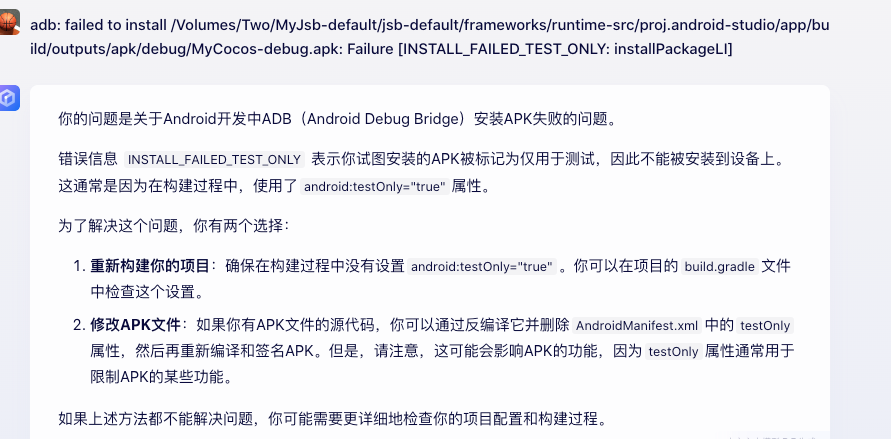 adb: failed to install /Volumes/Two/MyJsb-default/jsb-default/frameworks/runtime-src/proj.android-studio/app/bu
ild/outputs/apk/debug/MyCocos-debug.apk: Failure [INSTALL_FAILED_TEST_ONLY: installPackageLI]
你的问题是关于Android开发中ADB（Android Debug Bridge）安装APK失败的问题。
错误信息 INSTALL_FAILED_TEST_ONLY 表示你试图安装的APK被标记为仅用于测试，因此不能被安装到设备上。
这通常是因为在构建过程中，使用了 android:testOnly="true" 属性。
为了解决这个问题，你有两个选择：
1. 重新构建你的项目：确保在构建过程中没有设置 android:testOnly="true" 。你可以在项目的 build.gradle 文件
中检查这个设置。
2. 修改APK文件：如果你有APK文件的源代码，你可以通过反编译它并删除 AndroidManifest.xml 中的 testOnly
属性，然后再重新编译和签名APK。但是，请注意，这可能会影响APK的功能，因为 testOnly 属性通常用于
限制APK的某些功能。
如果上述方法都不能解决问题，你可能需要更详细地检查你的项目配置和构建过程。